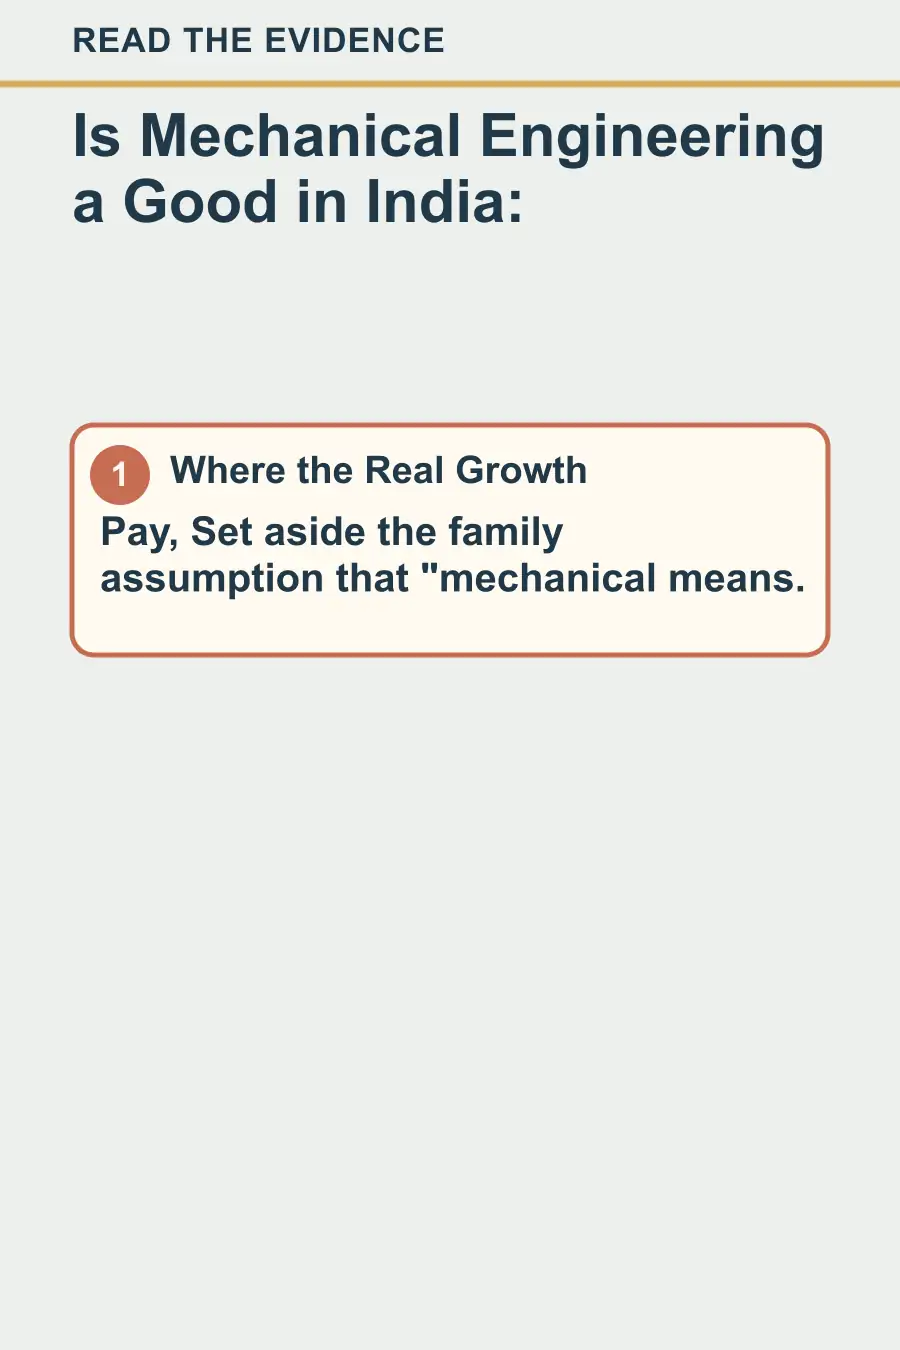 READ THE EVIDENCE
Is Mechanical Engineering
a Good in India:
1 Where the Real Growth
Pay, Set aside the family
assumption that "mechanical means.